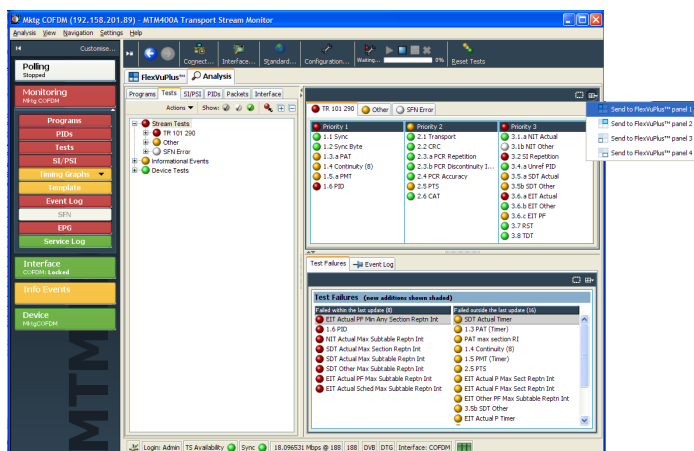 Mktg COFDM (192.158.201.89) - MTM400A Transport Stream Monitor
Analysis View Navigation Settings Help
Customise...
Connect... Interface... Standard... Configuration... Waiting... 0% Reset Tests
Polling
Stopped
Monitoring
Mktg COFDM
Programs
PIDs
Tests
SI/PSI
Timing Graphs
Template
Event Log
SFN
EPG
Service Log
Interface
COFDM: Locked
Info Events
Device
MktgCOFDM
MTM
FlexVuPlus™ Analysis
Programs Tests SI/PSI PIDs Packets Interface
Actions Show:
Stream Tests
TR 101 290
Other
SFN Error
Informational Events
Device Tests
TR 101 290 Other SFN Error
Priority 1
1.1 Sync
1.2 Sync Byte
1.3.a PAT
1.4 Continuity (8)
1.5.a PMT
1.6 PID
Priority 2
2.1 Transport
2.2 CRC
2.3.a PCR Repetition
2.3.b PCR Discontinuity I...
2.4 PCR Accuracy
2.5 PTS
2.6 CAT
Priority 3
3.1.a NIT Actual
3.1b NIT Other
3.2 SI Repetition
3.4.a Unref PID
3.5.a SDT Actual
3.5b SDT Other
3.6.a EIT Actual
3.6.b EIT Other
3.6.c EIT PF
3.7 RST
3.8 TDT
Send to FlexVuPlus™ panel 1
Send to FlexVuPlus™ panel 2
Send to FlexVuPlus™ panel 3
Send to FlexVuPlus™ panel 4
Test Failures Event Log
Test Failures (new additions shown shaded)
Failed within the last update (8)
EIT Actual PF Min Any Section Reptn Int
1.6 PID
NIT Actual Max Subtable Reptn Int
SDT Actual Max Section Reptn Int
SDT Actual Max Subtable Reptn Int
SDT Other Max Subtable Reptn Int
EIT Actual PF Max Subtable Reptn Int
EIT Actual Sched Max Subtable Reptn Int
Failed outside the last update (16)
SDT Actual Timer
1.3 PAT (Timer)
PAT max section RI
1.4 Continuity (8)
1.5 PMT (Timer)
2.5 PTS
EIT Actual P Max Sect Reptn Int
EIT Actual F Max Sect Reptn Int
EIT Other PF Max Subtable Reptn Int
3.5b SDT Other
EIT Actual P Timer
Login: Admin TS Availability Sync 18.096531 Mbps @ 188 188 DVB DTG Interface: COFDM